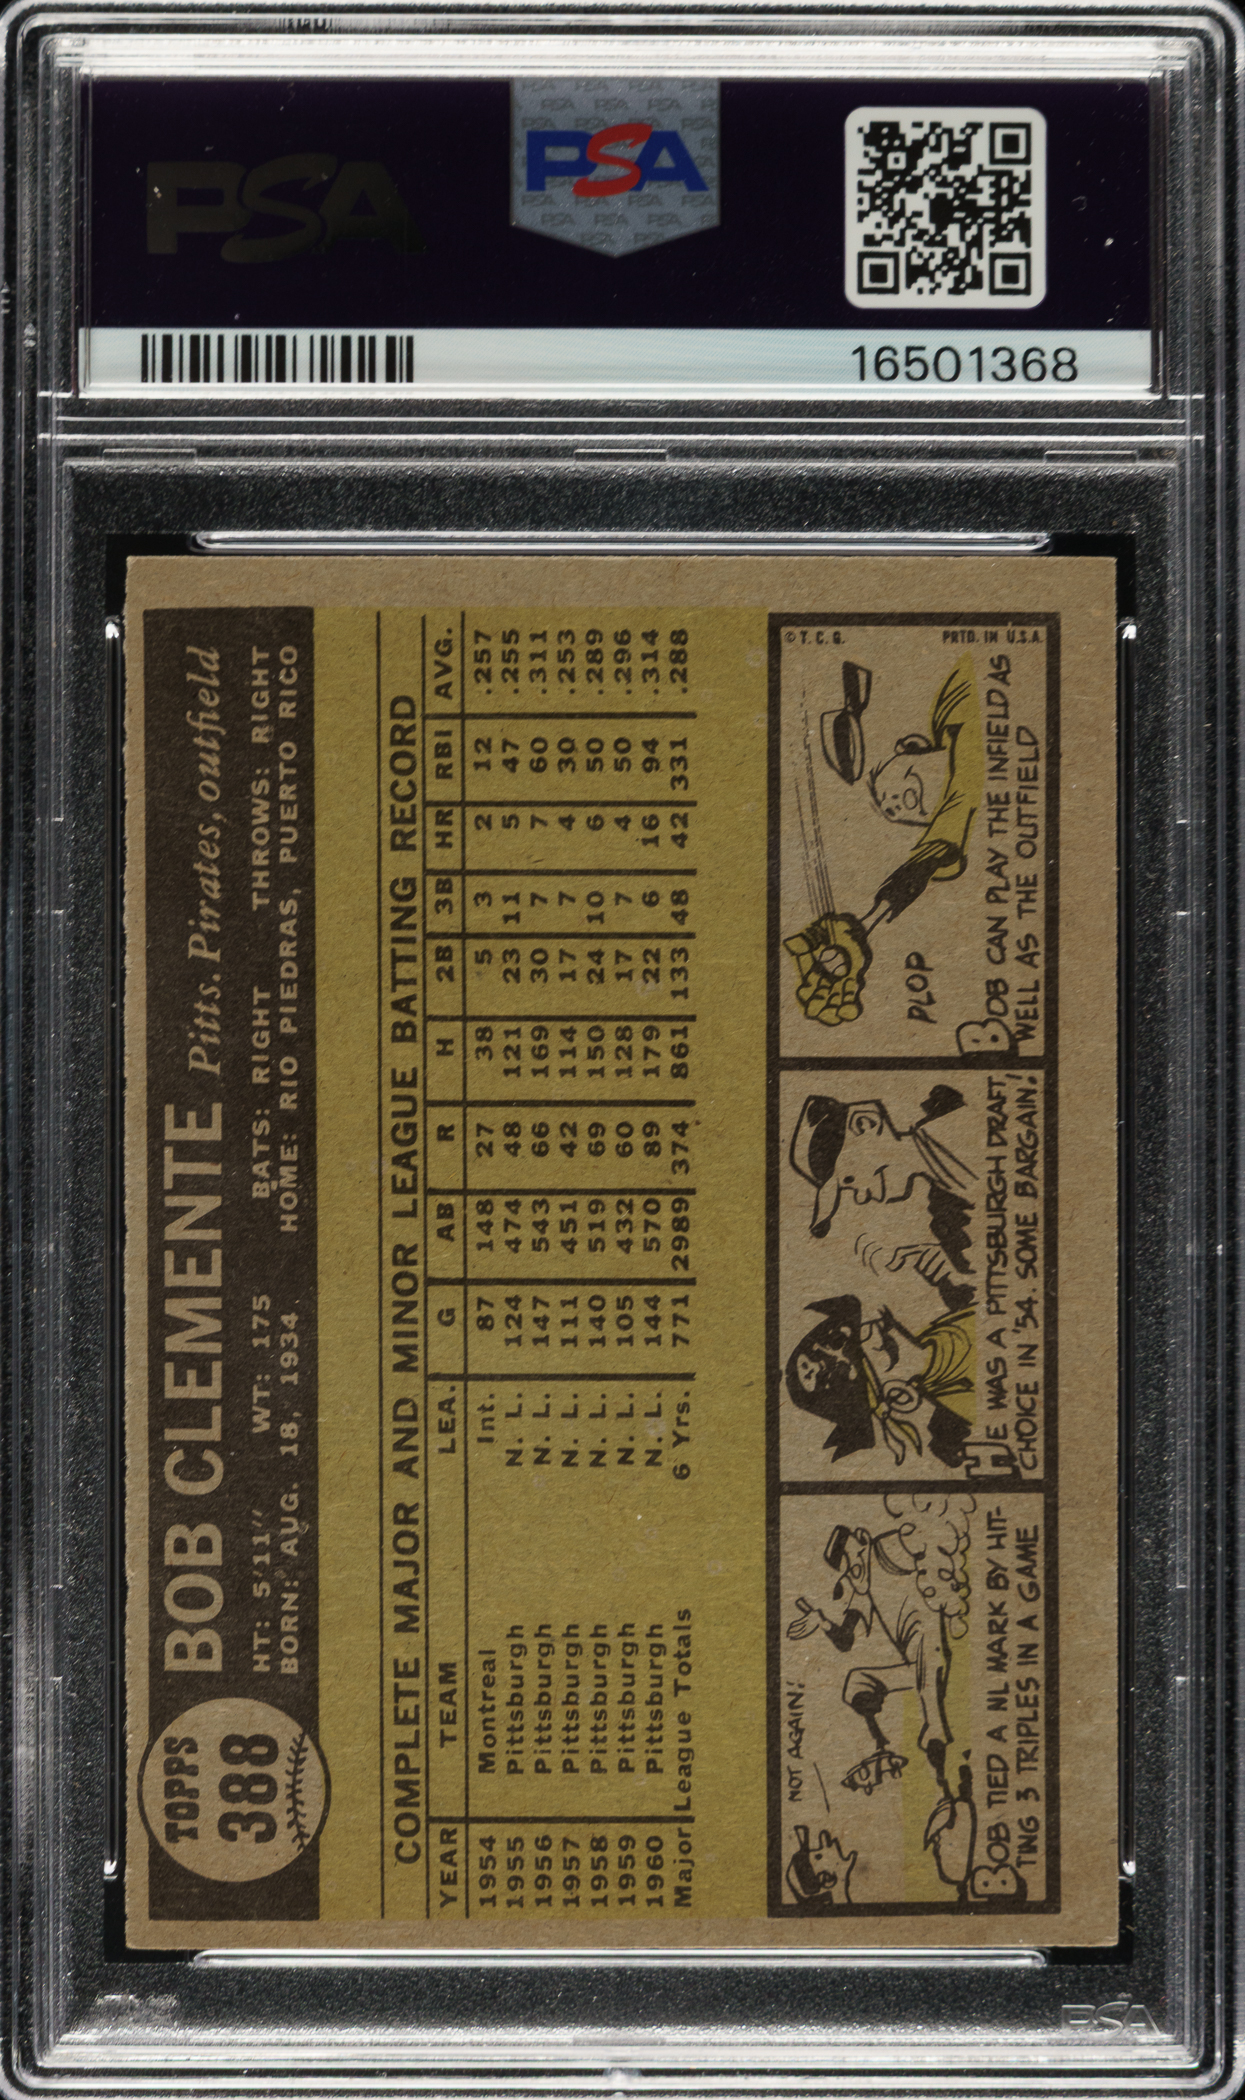 PSA
PSA
16501368
TOPPS
388
BOB CLEMENTE Pitts. Pirates, outfield
HT: 5'11" WT: 175 BATS: RIGHT THROWS: RIGHT
BORN: AUG. 18, 1934 HOME: RIO PIEDRAS, PUERTO RICO
COMPLETE MAJOR AND MINOR LEAGUE BATTING RECORD
YEAR TEAM LEA. G AB R H 2B 3B HR RBI AVG.
1954 Montreal Int. 87 148 27 38 5 3 2 12 .257
1955 Pittsburgh N. L. 124 474 48 121 23 11 5 47 .255
1956 Pittsburgh N. L. 147 543 66 169 30 7 7 60 .311
1957 Pittsburgh N. L. 111 451 42 114 17 7 4 30 .253
1958 Pittsburgh N. L. 140 519 69 150 24 10 6 50 .289
1959 Pittsburgh N. L. 105 432 60 128 17 7 4 50 .296
1960 Pittsburgh N. L. 144 570 89 179 22 6 16 94 .314
Major League Totals 6 Yrs. 771 2989 374 861 133 48 42 331 .288
NOT AGAIN!
BOB TIED A NL MARK BY HIT-
TING 3 TRIPLES IN A GAME
HE WAS A PITTSBURGH DRAFT
CHOICE IN '54. SOME BARGAIN!
© T. C. G. PRTD. IN U.S.A.
PLOP
BOB CAN PLAY THE INFIELD AS
WELL AS THE OUTFIELD
PSA